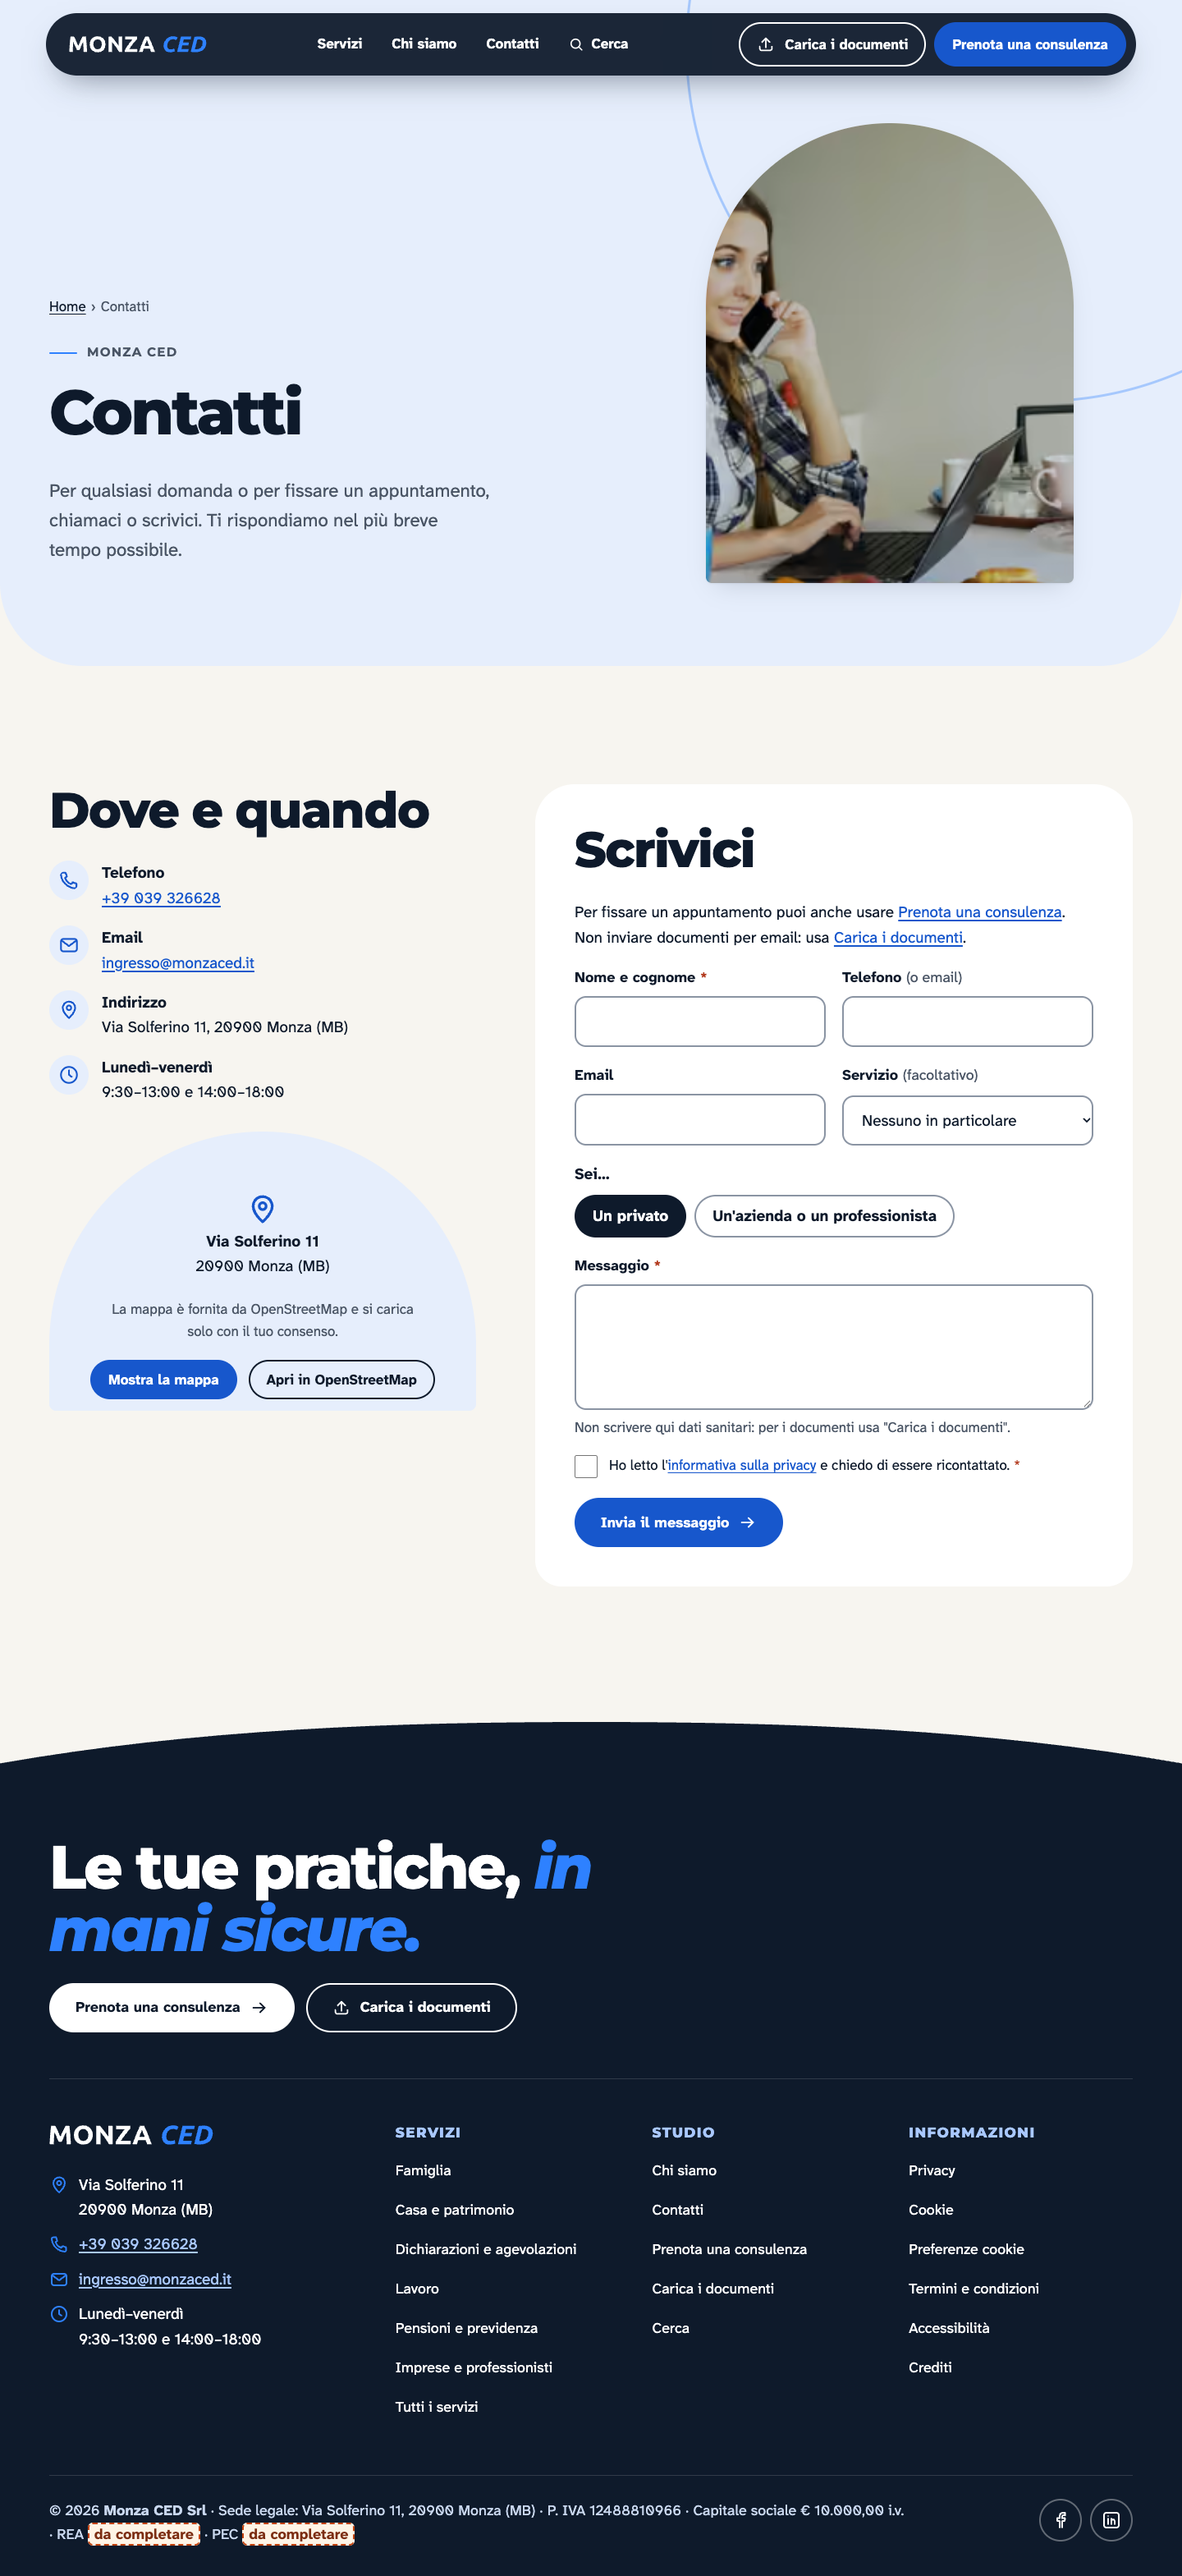 MONZA CED
Servizi
Chi siamo
Contatti
Cerca
Carica i documenti
Prenota una consulenza
Home › Contatti
MONZA CED
Contatti
Per qualsiasi domanda o per fissare un appuntamento,
chiamaci o scrivici. Ti rispondiamo nel più breve
tempo possibile.
Dove e quando
Telefono
+39 039 326628
Email
ingresso@monzaced.it
Indirizzo
Via Solferino 11, 20900 Monza (MB)
Lunedì–venerdì
9:30–13:00 e 14:00–18:00
Via Solferino 11
20900 Monza (MB)
La mappa è fornita da OpenStreetMap e si carica
solo con il tuo consenso.
Mostra la mappa
Apri in OpenStreetMap
Scrivici
Per fissare un appuntamento puoi anche usare Prenota una consulenza.
Non inviare documenti per email: usa Carica i documenti.
Nome e cognome *
Telefono (o email)
Email
Servizio (facoltativo)
Nessuno in particolare
Sei...
Un privato
Un'azienda o un professionista
Messaggio *
Non scrivere qui dati sanitari: per i documenti usa "Carica i documenti".
Ho letto l'informativa sulla privacy e chiedo di essere ricontattato. *
Invia il messaggio
Le tue pratiche, in
mani sicure.
Prenota una consulenza
Carica i documenti
MONZA CED
Via Solferino 11
20900 Monza (MB)
+39 039 326628
ingresso@monzaced.it
Lunedì–venerdì
9:30–13:00 e 14:00–18:00
SERVIZI
Famiglia
Casa e patrimonio
Dichiarazioni e agevolazioni
Lavoro
Pensioni e previdenza
Imprese e professionisti
Tutti i servizi
STUDIO
Chi siamo
Contatti
Prenota una consulenza
Carica i documenti
Cerca
INFORMAZIONI
Privacy
Cookie
Preferenze cookie
Termini e condizioni
Accessibilità
Crediti
© 2026 Monza CED Srl · Sede legale: Via Solferino 11, 20900 Monza (MB) · P. IVA 12488810966 · Capitale sociale € 10.000,00 i.v.
· REA da completare · PEC da completare